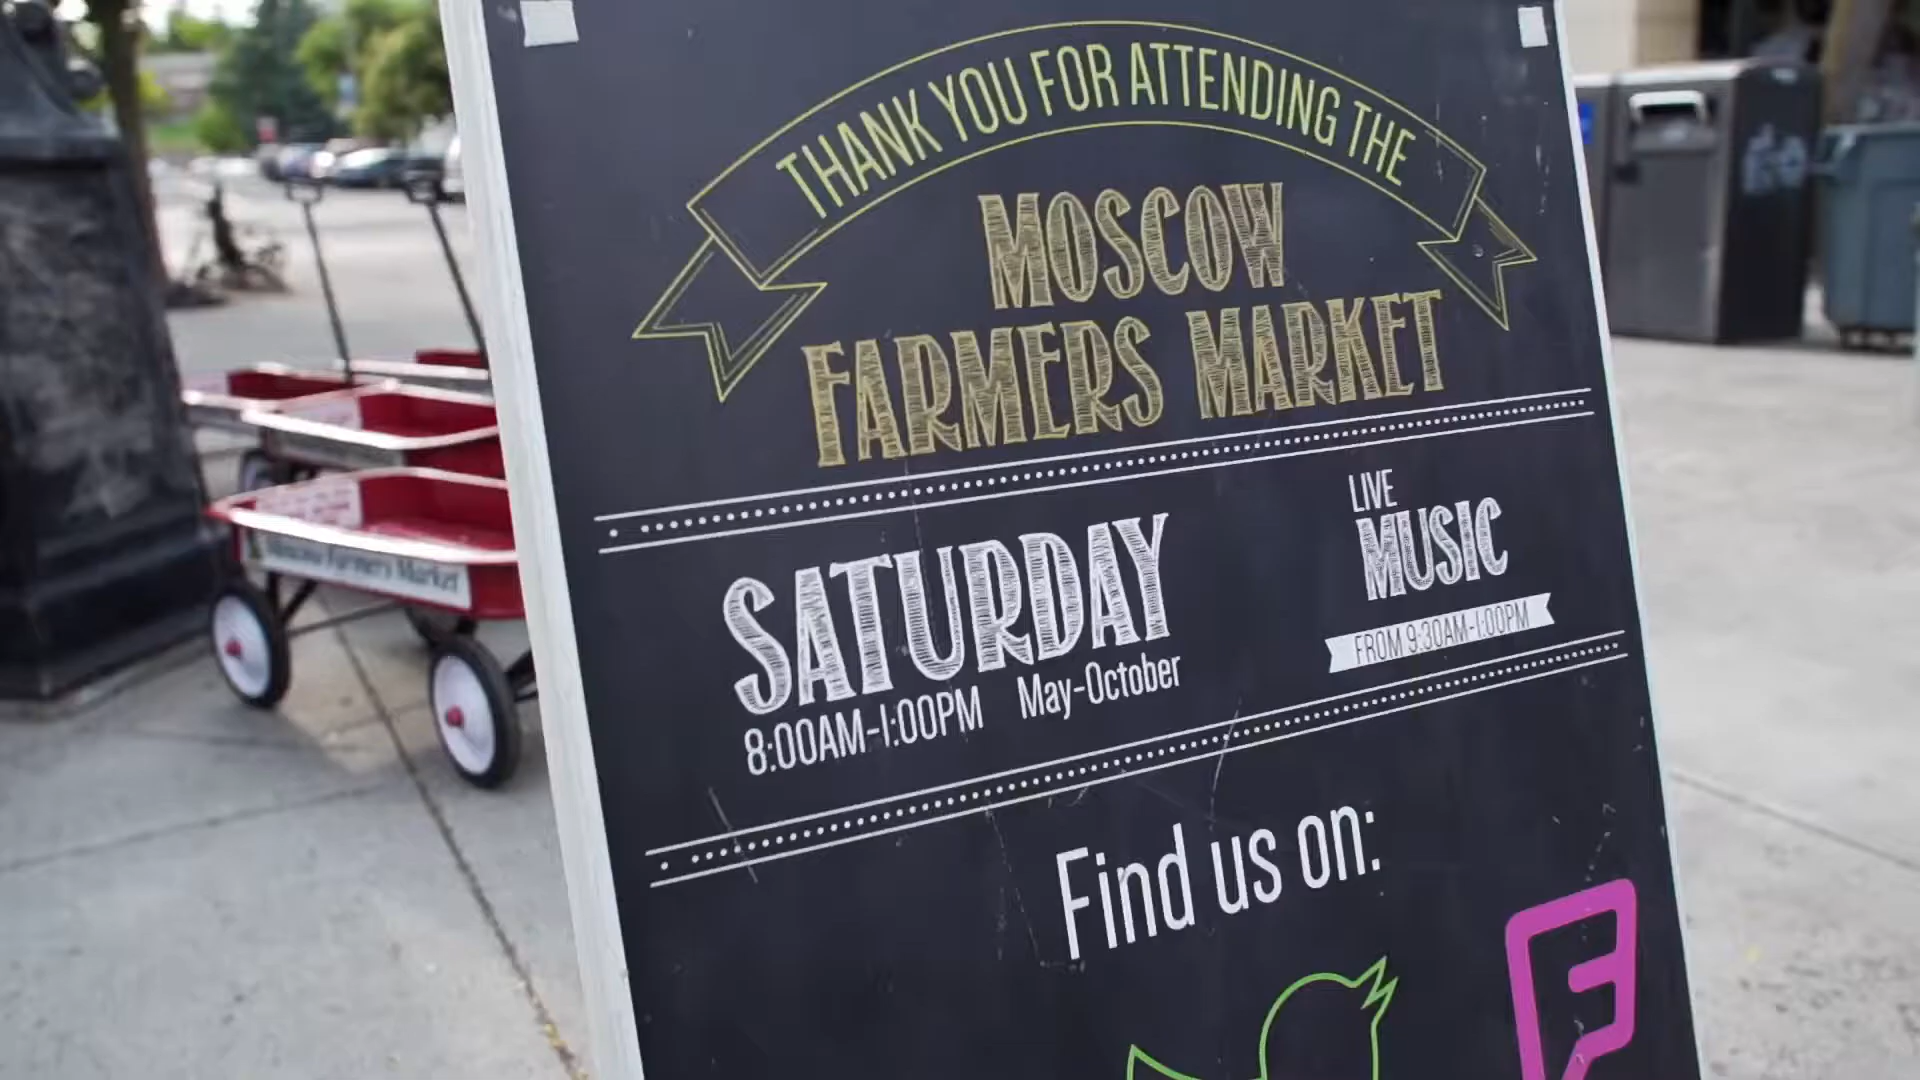 THANK YOU FOR ATTENDING THE
MOSCOW
FARMERS MARKET
SATURDAY
8:00AM-1:00PM May-October
LIVE
MUSIC
FROM 9:30AM-1:00PM
Find us on:
Moscow Farmers Market